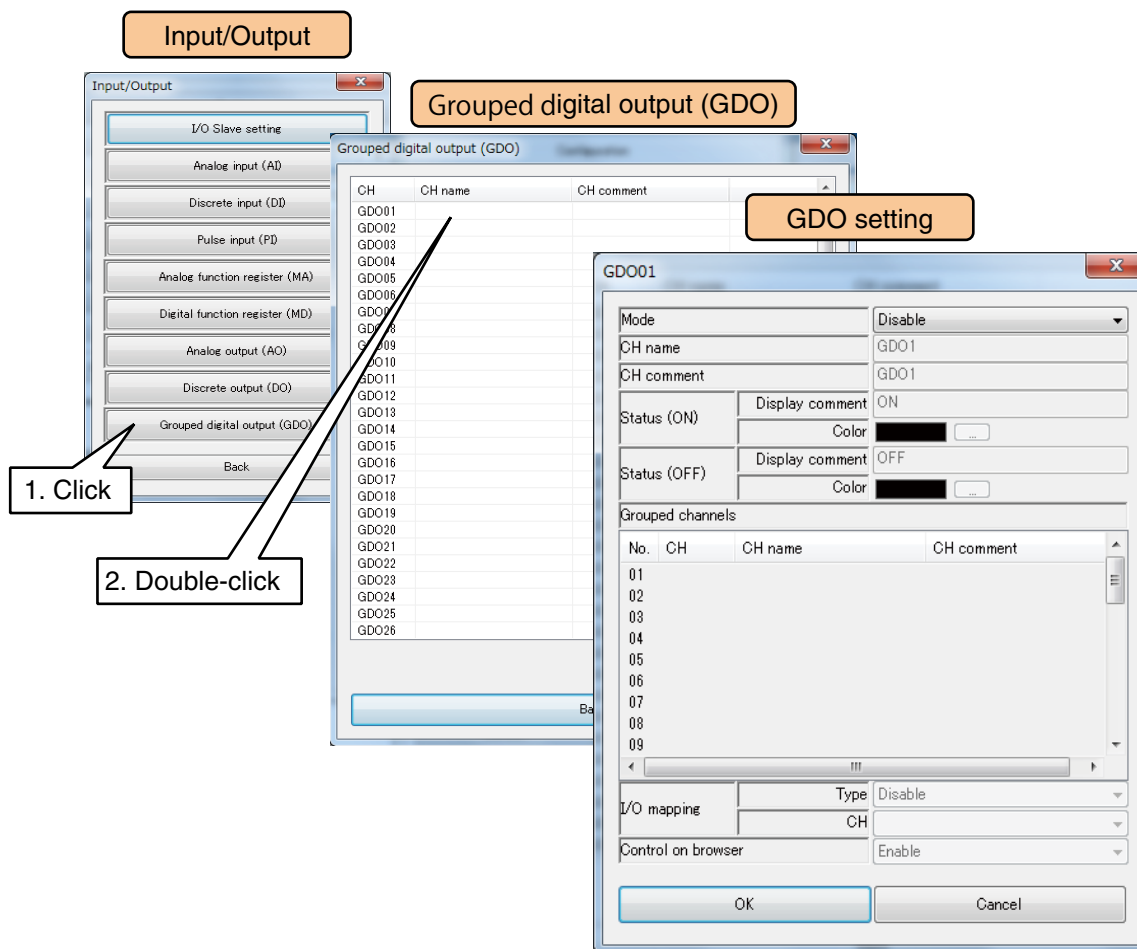 Input/Output
Input/Output
I/O Slave setting
Analog input (AI)
Discrete input (DI)
Pulse input (PI)
Analog function register (MA)
Digital function register (MD)
Analog output (AO)
Discrete output (DO)
Grouped digital output (GDO)
Back
1. Click
Grouped digital output (GDO)
Grouped digital output (GDO)
CH CH name CH comment
GDO01
GDO02
GDO03
GDO04
GDO05
GDO06
GDO10
GDO11
GDO12
GDO13
GDO14
GDO15
GDO16
GDO17
GDO18
GDO19
GDO20
GDO21
GDO22
GDO23
GDO24
GDO25
GDO26
2. Double-click
GDO setting
GDO01
Mode Disable
CH name GDO1
CH comment GDO1
Status (ON) Display comment ON
Color ...
Status (OFF) Display comment OFF
Color ...
Grouped channels
No. CH CH name CH comment
01
02
03
04
05
06
07
08
09
I/O mapping Type Disable
CH
Control on browser Enable
OK Cancel